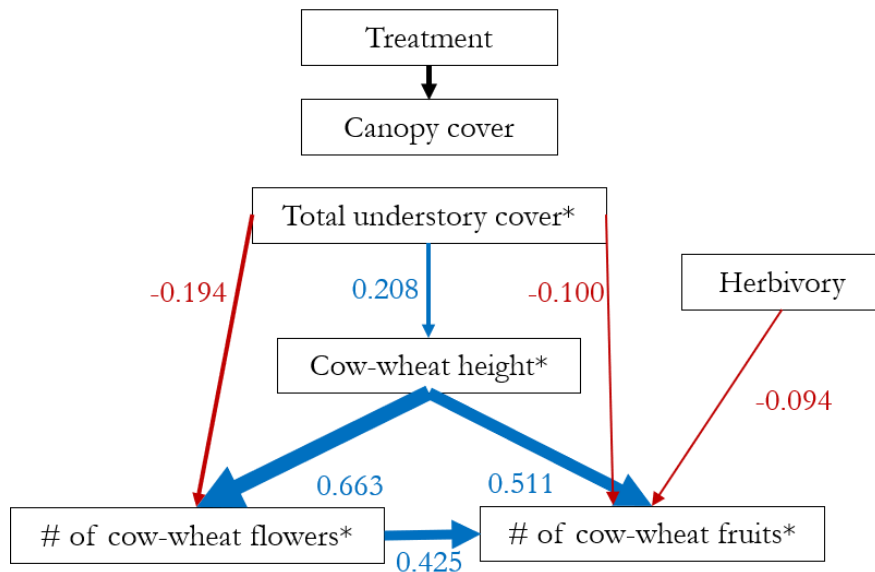 Treatment
Canopy cover
Total understory cover*
-0.194
0.208
-0.100
Herbivory
Cow-wheat height*
-0.094
0.663
0.511
# of cow-wheat flowers*
0.425
# of cow-wheat fruits*